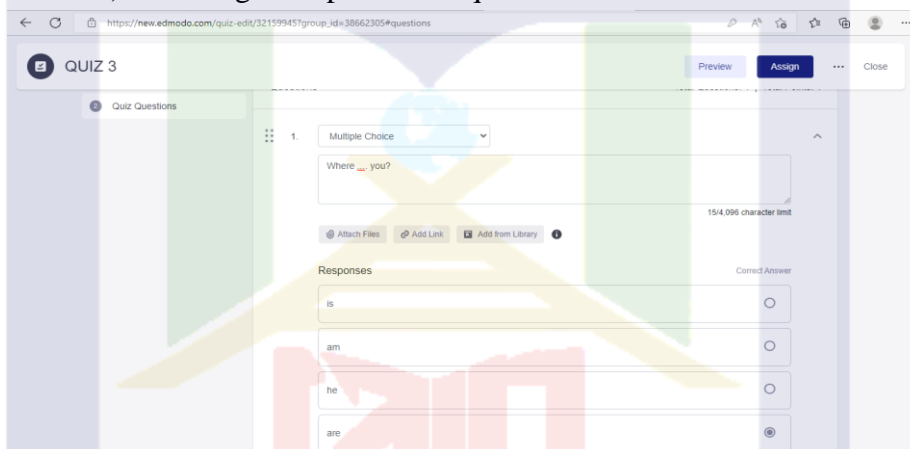 https://new.edmodo.com/quiz-edit/32159945?group_id=38662305#questions
QUIZ 3
Preview
Assign
Close
2 Quiz Questions
1. Multiple Choice
Where .... you?
15/4,096 character limit
Attach Files Add Link Add from Library
Responses
Correct Answer
is
am
he
are